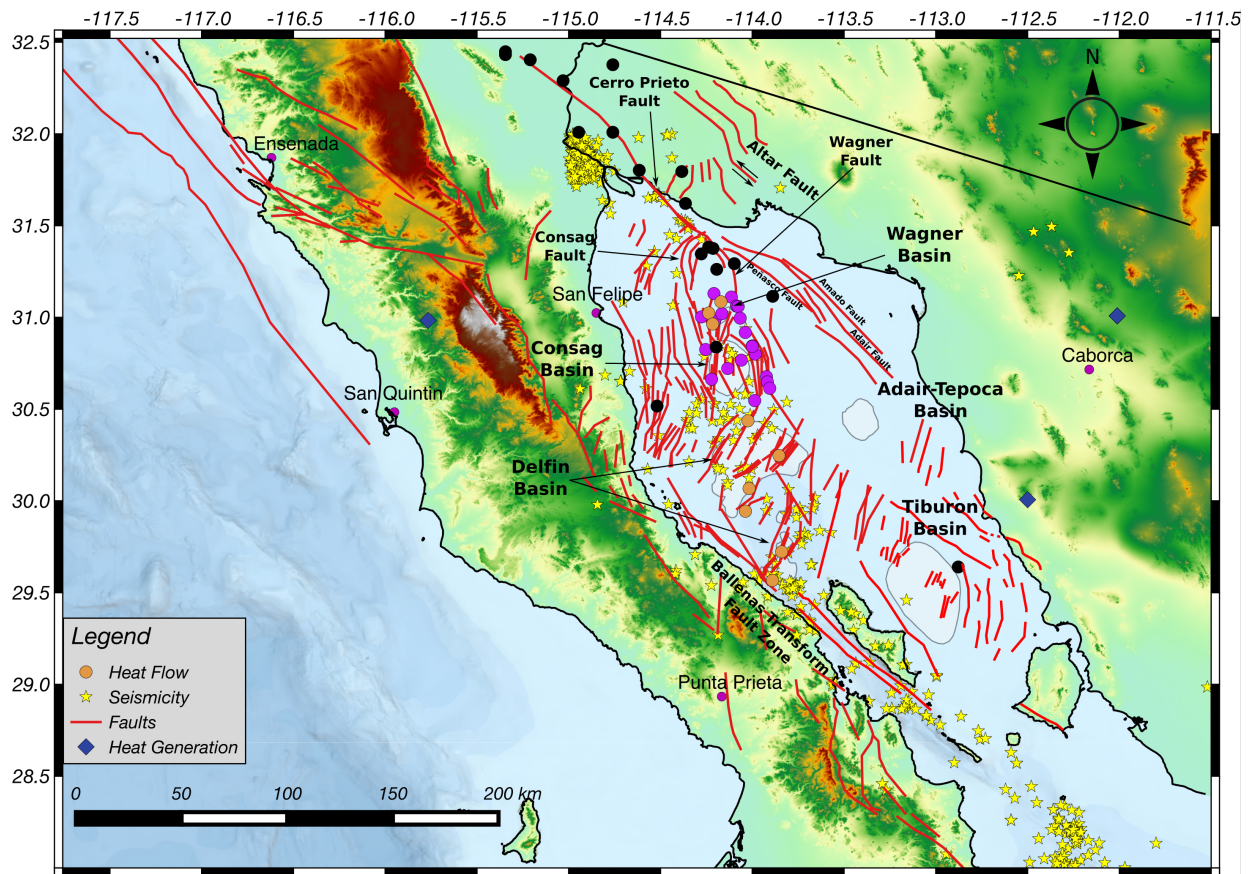 -117.5 -117.0 -116.5 -116.0 -115.5 -115.0 -114.5 -114.0 -113.5 -113.0 -112.5 -112.0 -111.5
32.5
32.0
31.5
31.0
30.5
30.0
29.5
29.0
28.5
N
Cerro Prieto
Fault
Ensenada
Altar Fault
Wagner
Fault
Wagner
Basin
Consag
Fault
Penasco Fault
Amado Fault
Adair Fault
San Felipe
Consag
Basin
Caborca
San Quintin
Adair-Tepoca
Basin
Delfin
Basin
Tiburon
Basin
Ballenas Transform
Fault Zone
Punta Prieta
Legend
Heat Flow
Seismicity
Faults
Heat Generation
0 50 100 150 200 km